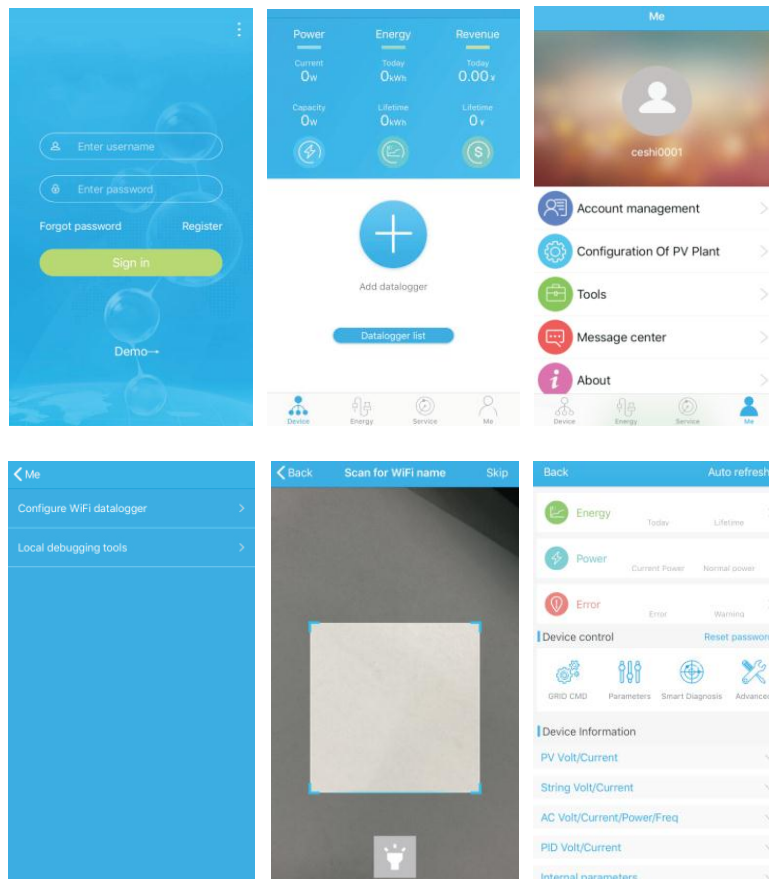 Enter username
Enter password
Forgot password Register
Sign in
Demo→
Power Energy Revenue
Current Today Today
0w 0kWh 0.00¥
Capacity Lifetime Lifetime
0w 0kWh 0¥
Add datalogger
Datalogger list
Device Energy Service Me
Me
ceshi0001
Account management
Configuration Of PV Plant
Tools
Message center
About
Device Energy Service Me
Me
Configure WiFi datalogger
Local debugging tools
Back Scan for WiFi name Skip
Back Auto refresh
Energy
Today Lifetime
Power
Current Power Normal power
Error
Error Warning
Device control Reset password
GRID CMD Parameters Smart Diagnosis Advanced
Device Information
PV Volt/Current
String Volt/Current
AC Volt/Current/Power/Freq
PID Volt/Current
Internal parameters